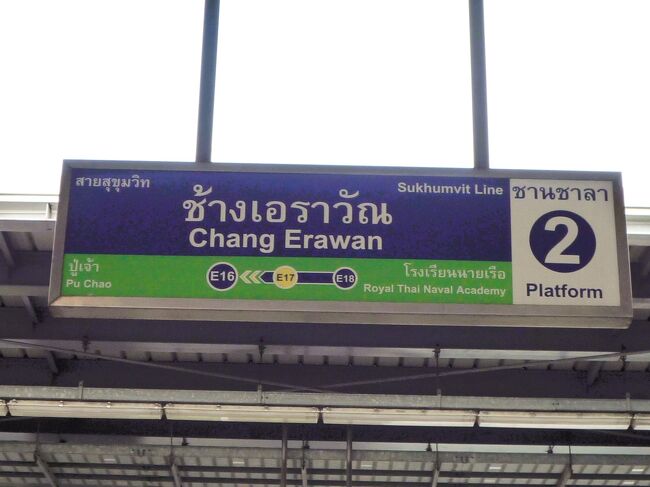 สายสุขุมวิท
Sukhumvit Line
ช้างเอราวัณ
Chang Erawan
ปู่เจ้า
Pu Chao
E16
E17
E18
โรงเรียนนายเรือ
Royal Thai Naval Academy
ชานชาลา
2
Platform